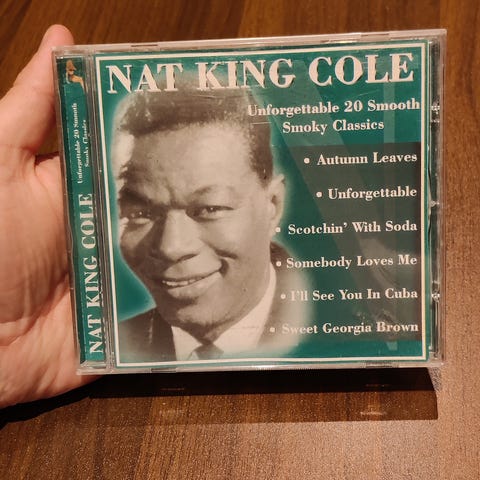 NAT KING COLE
Unforgettable 20 Smooth
Smoky Classics
• Autumn Leaves
• Unforgettable
• Scotchin' With Soda
• Somebody Loves Me
• I'll See You In Cuba
• Sweet Georgia Brown
NAT KING COLE
Unforgettable 20 Smooth
Smoky Classics